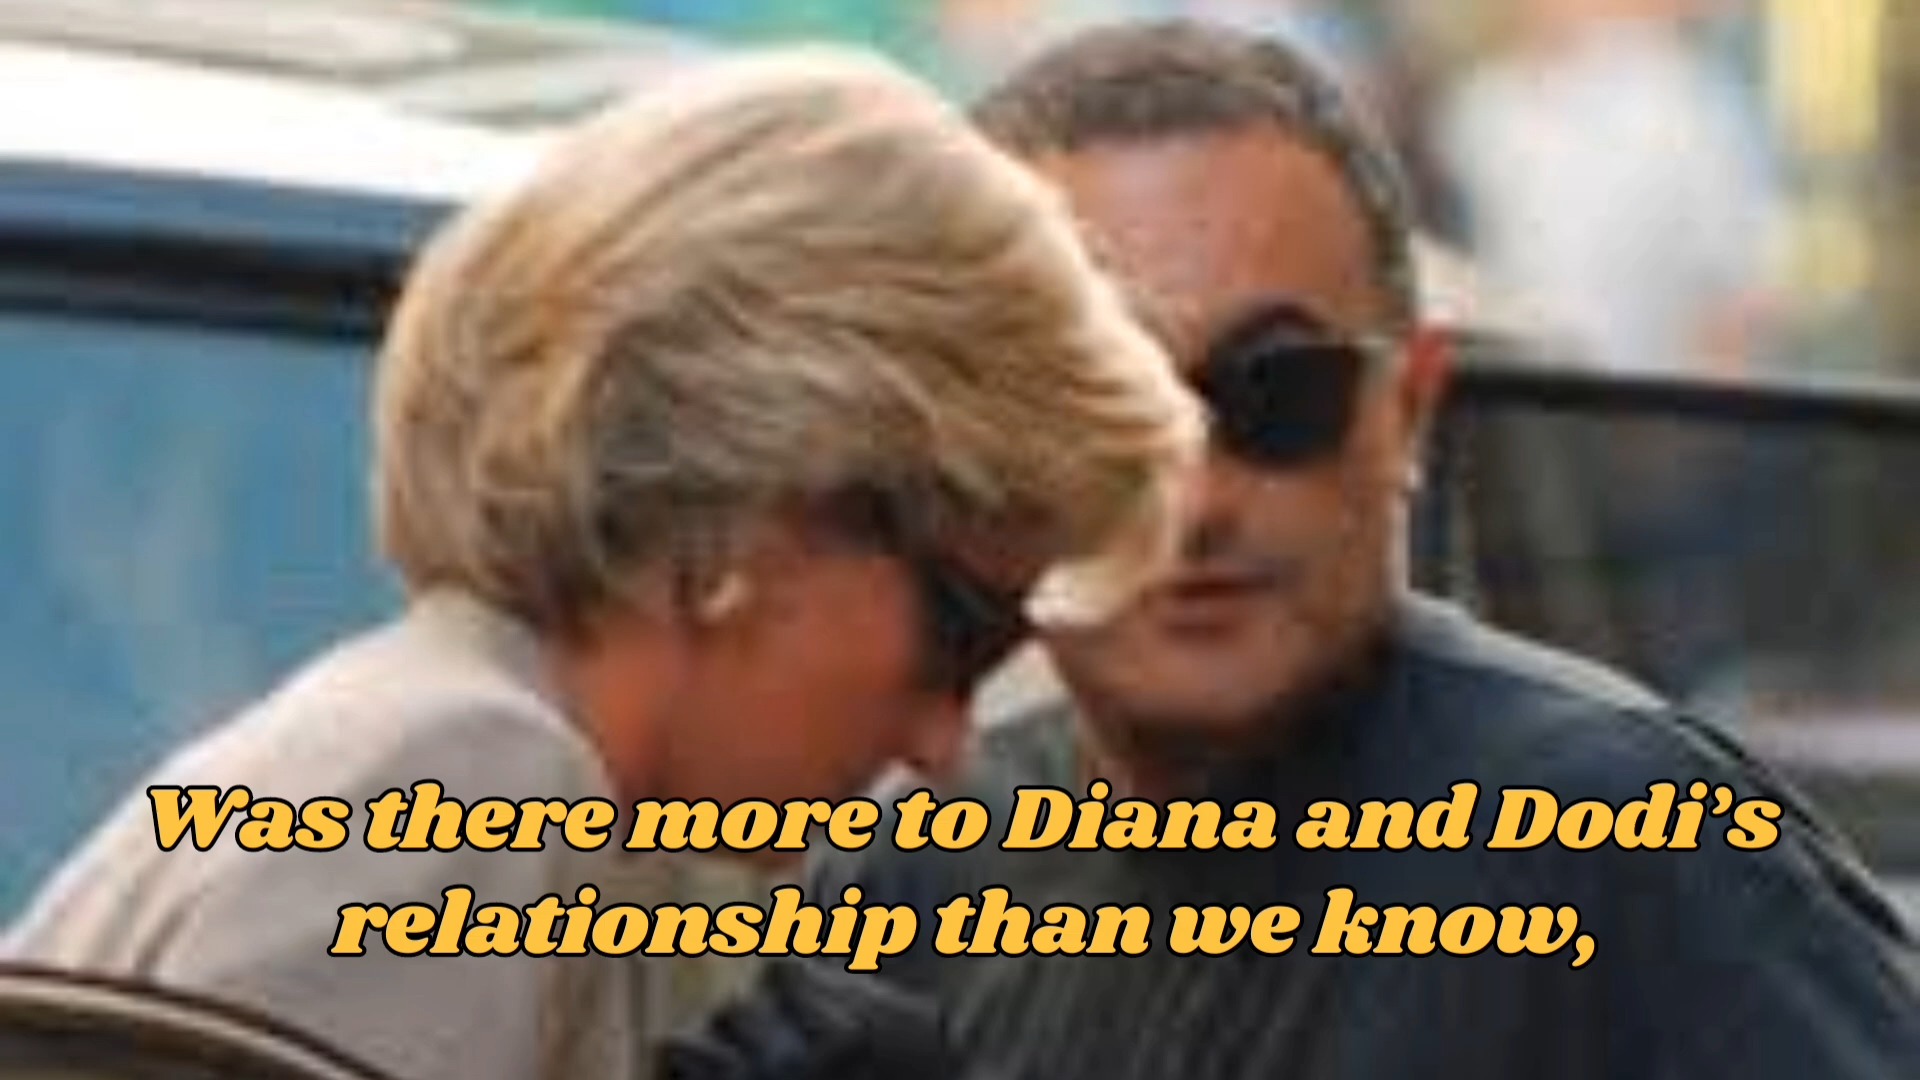 Was there more to Diana and Dodi’s
relationship than we know,